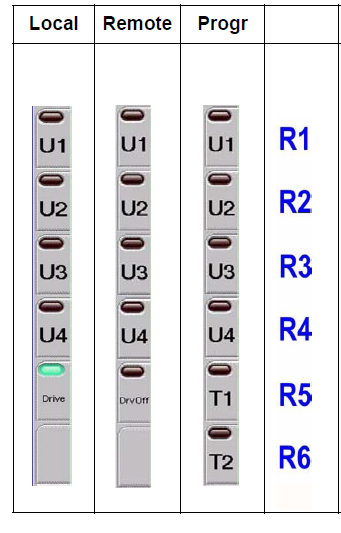 Local Remote Progr
U1 U1 U1 R1
U2 U2 U2 R2
U3 U3 U3 R3
U4 U4 U4 R4
Drive DrvOff T1 R5
T2 R6